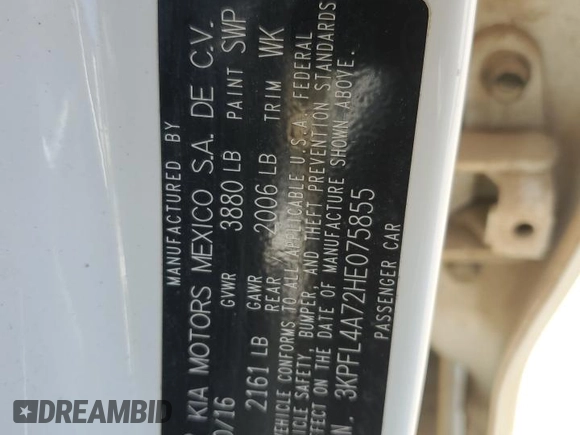 MANUFACTURED BY
KIA MOTORS MEXICO S.A. DE C.V.
0/16 GVWR 3880 LB PAINT SWP
2161 LB GAWR REAR 2006 LB TRIM WK
VEHICLE CONFORMS TO ALL APPLICABLE U.S.A. FEDERAL
VEHICLE SAFETY, BUMPER, AND THEFT PREVENTION STANDARDS
EFFECT ON THE DATE OF MANUFACTURE SHOWN ABOVE.
N. 3KPFL4A72HE075855
PASSENGER CAR
AUTOHELPERBOT